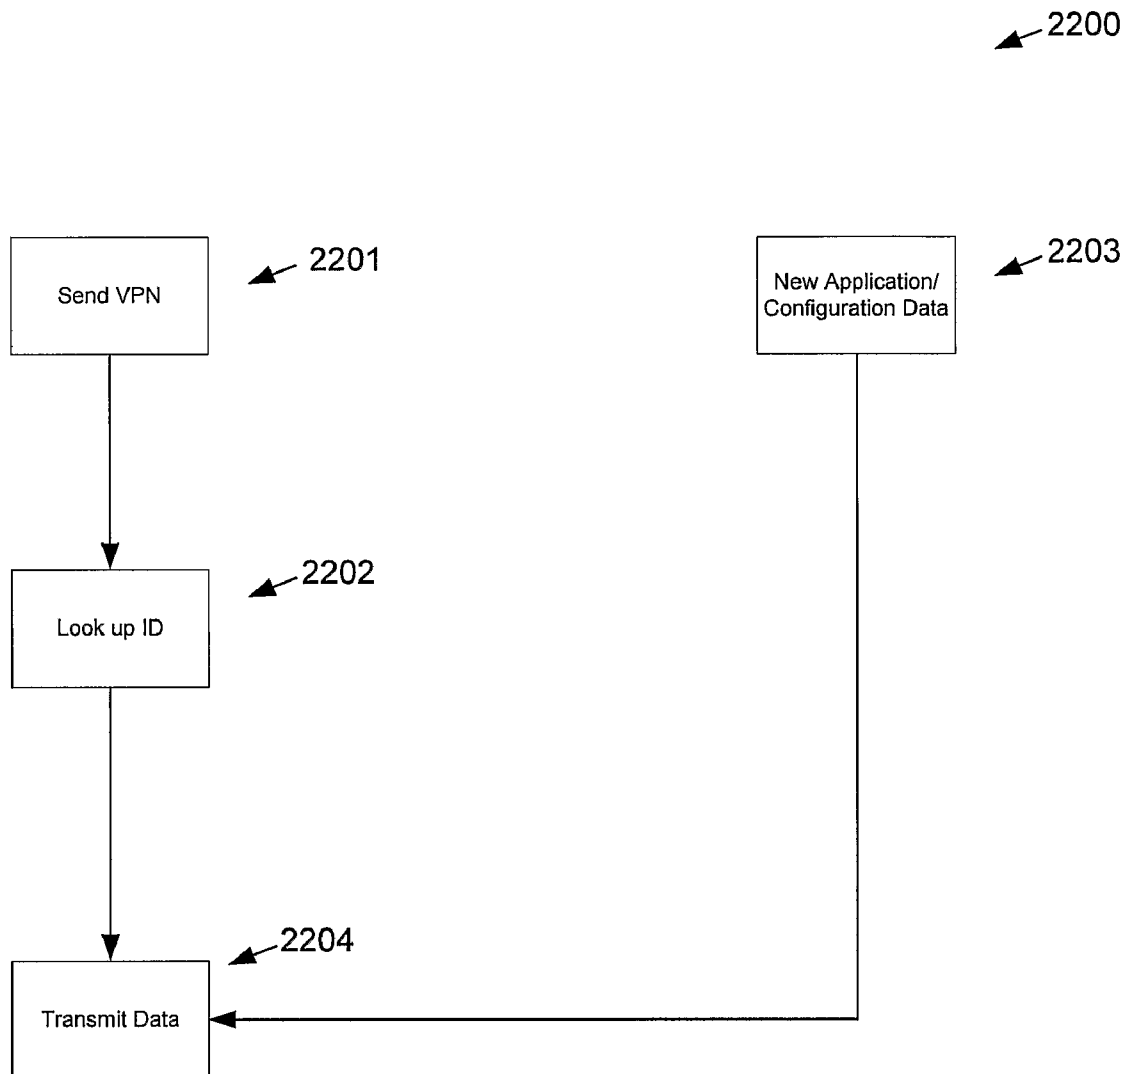 2200
Send VPN
2201
New Application/
Configuration Data
2203
Look up ID
2202
Transmit Data
2204